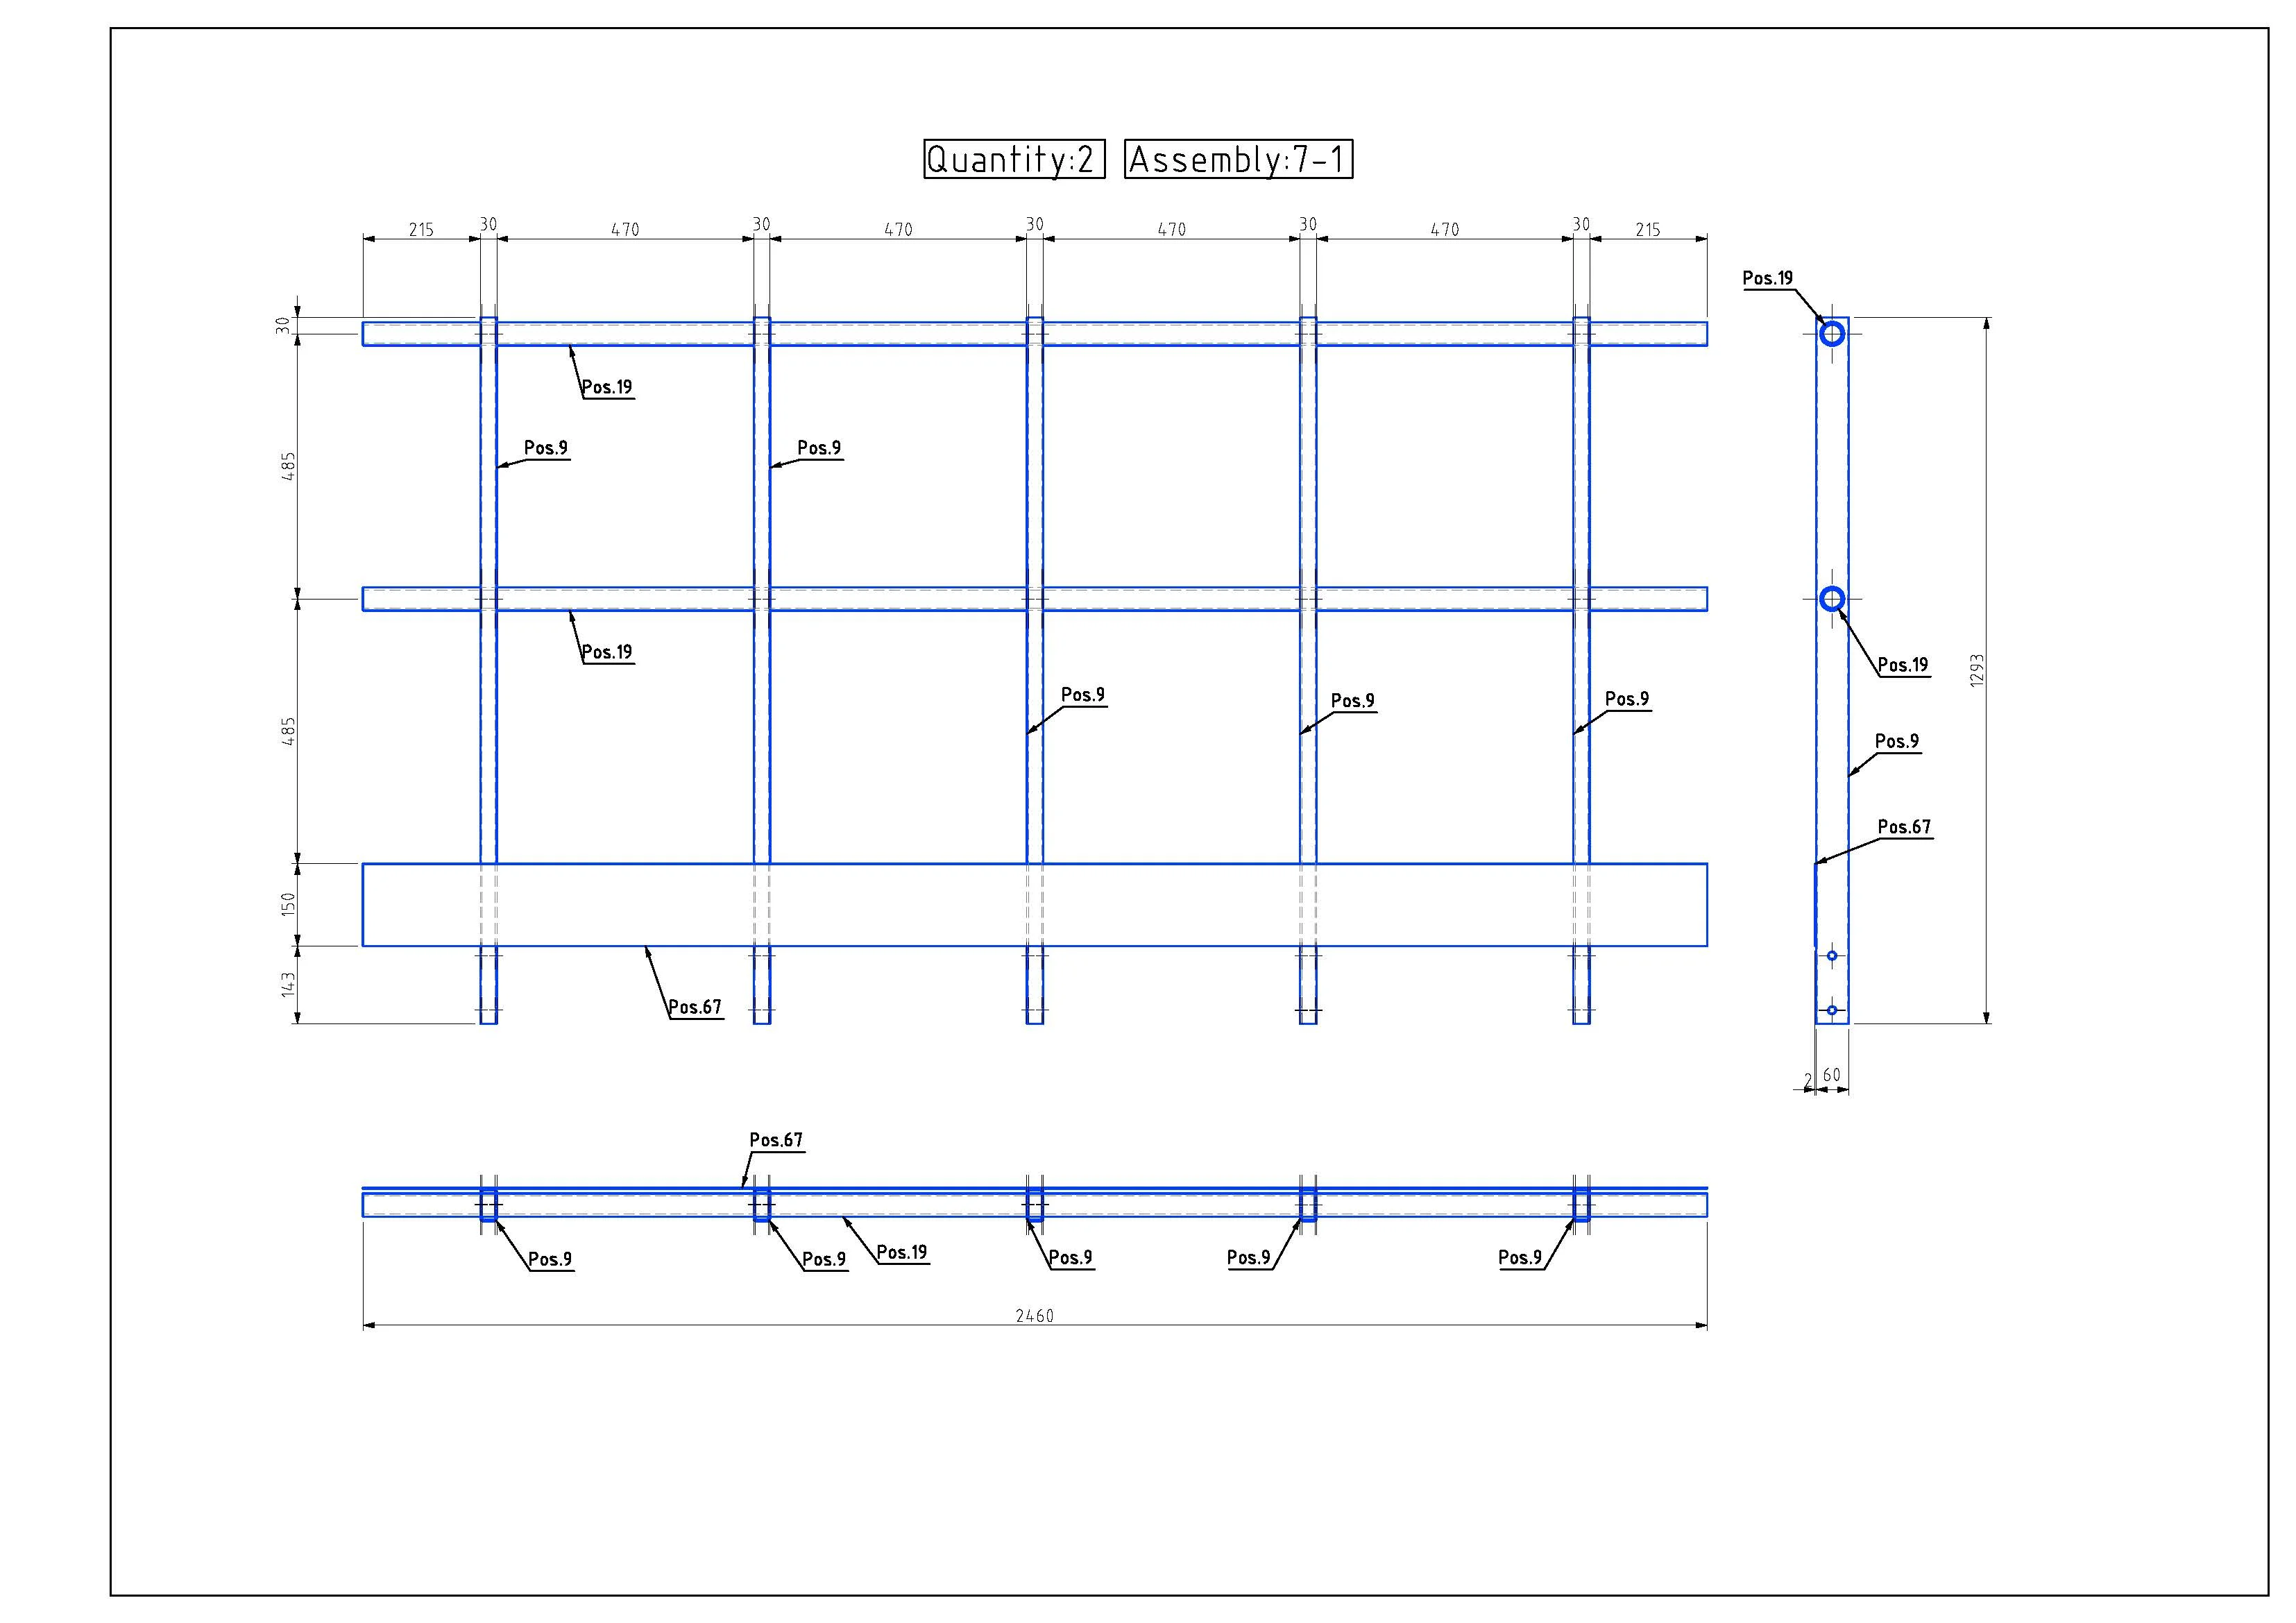 Quantity:2 Assembly:7-1
215 30 470 30 470 30 470 30 470 30 215
Pos.19
30
Pos.19
Pos.9 Pos.9
485
Pos.19
Pos.19
Pos.9 Pos.9 Pos.9
1293
485
Pos.9
Pos.67
150
143
Pos.67
2 60
Pos.67
Pos.9 Pos.9 Pos.19 Pos.9 Pos.9 Pos.9
2460